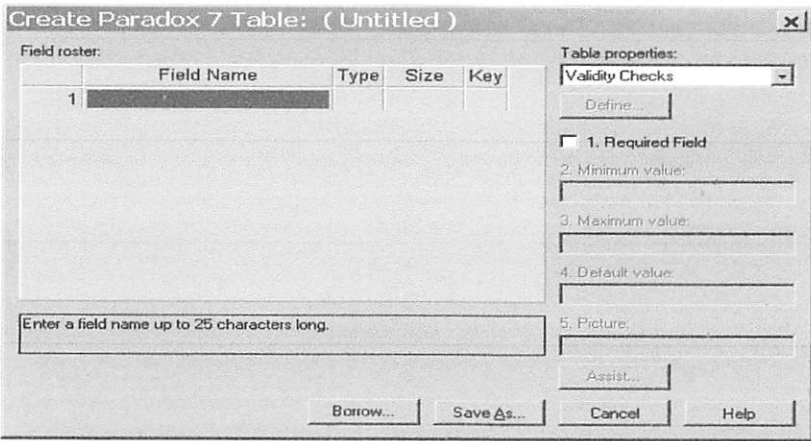 Create Paradox 7 Table: ( Untitled )
Field roster:
Field Name Type Size Key
1
Enter a field name up to 25 characters long.
Table properties:
Validity Checks
Define...
1. Required Field
2. Minimum value:
3. Maximum value:
4. Default value:
5. Picture:
Assist...
Borrow... Save As... Cancel Help